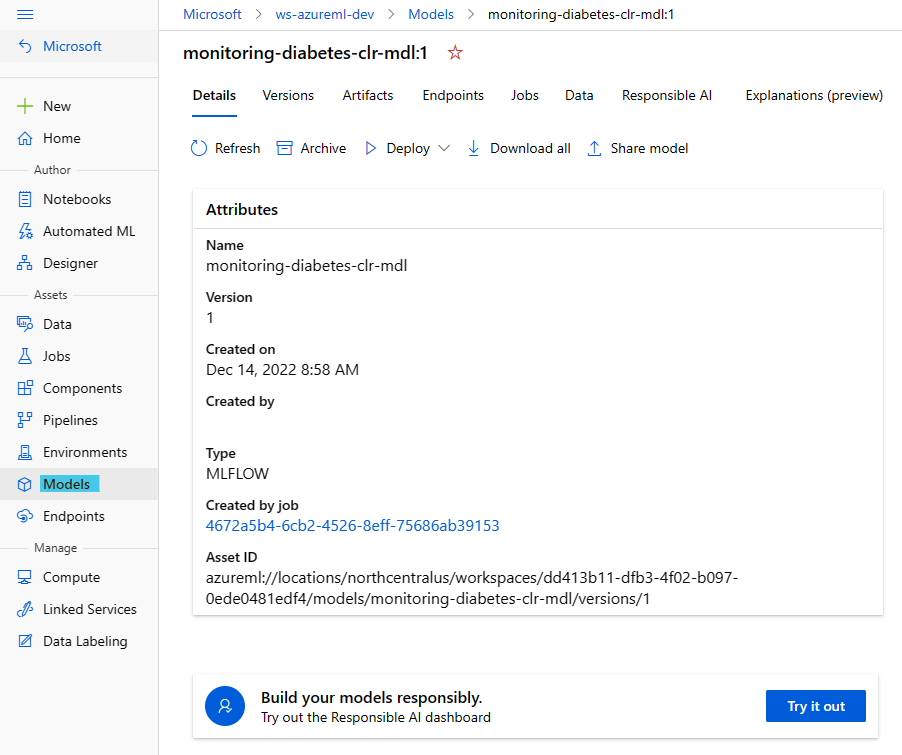 Microsoft > ws-azureml-dev > Models > monitoring-diabetes-clr-mdl:1
Microsoft
New
Home
Author
Notebooks
Automated ML
Designer
Assets
Data
Jobs
Components
Pipelines
Environments
Models
Endpoints
Manage
Compute
Linked Services
Data Labeling
monitoring-diabetes-clr-mdl:1
Details Versions Artifacts Endpoints Jobs Data Responsible AI Explanations (preview)
Refresh Archive Deploy Download all Share model
Attributes
Name
monitoring-diabetes-clr-mdl
Version
1
Created on
Dec 14, 2022 8:58 AM
Created by
Type
MLFLOW
Created by job
4672a5b4-6cb2-4526-8eff-75686ab39153
Asset ID
azureml://locations/northcentralus/workspaces/dd413b11-dfb3-4f02-b097-
0ede0481edf4/models/monitoring-diabetes-clr-mdl/versions/1
Build your models responsibly.
Try out the Responsible AI dashboard
Try it out